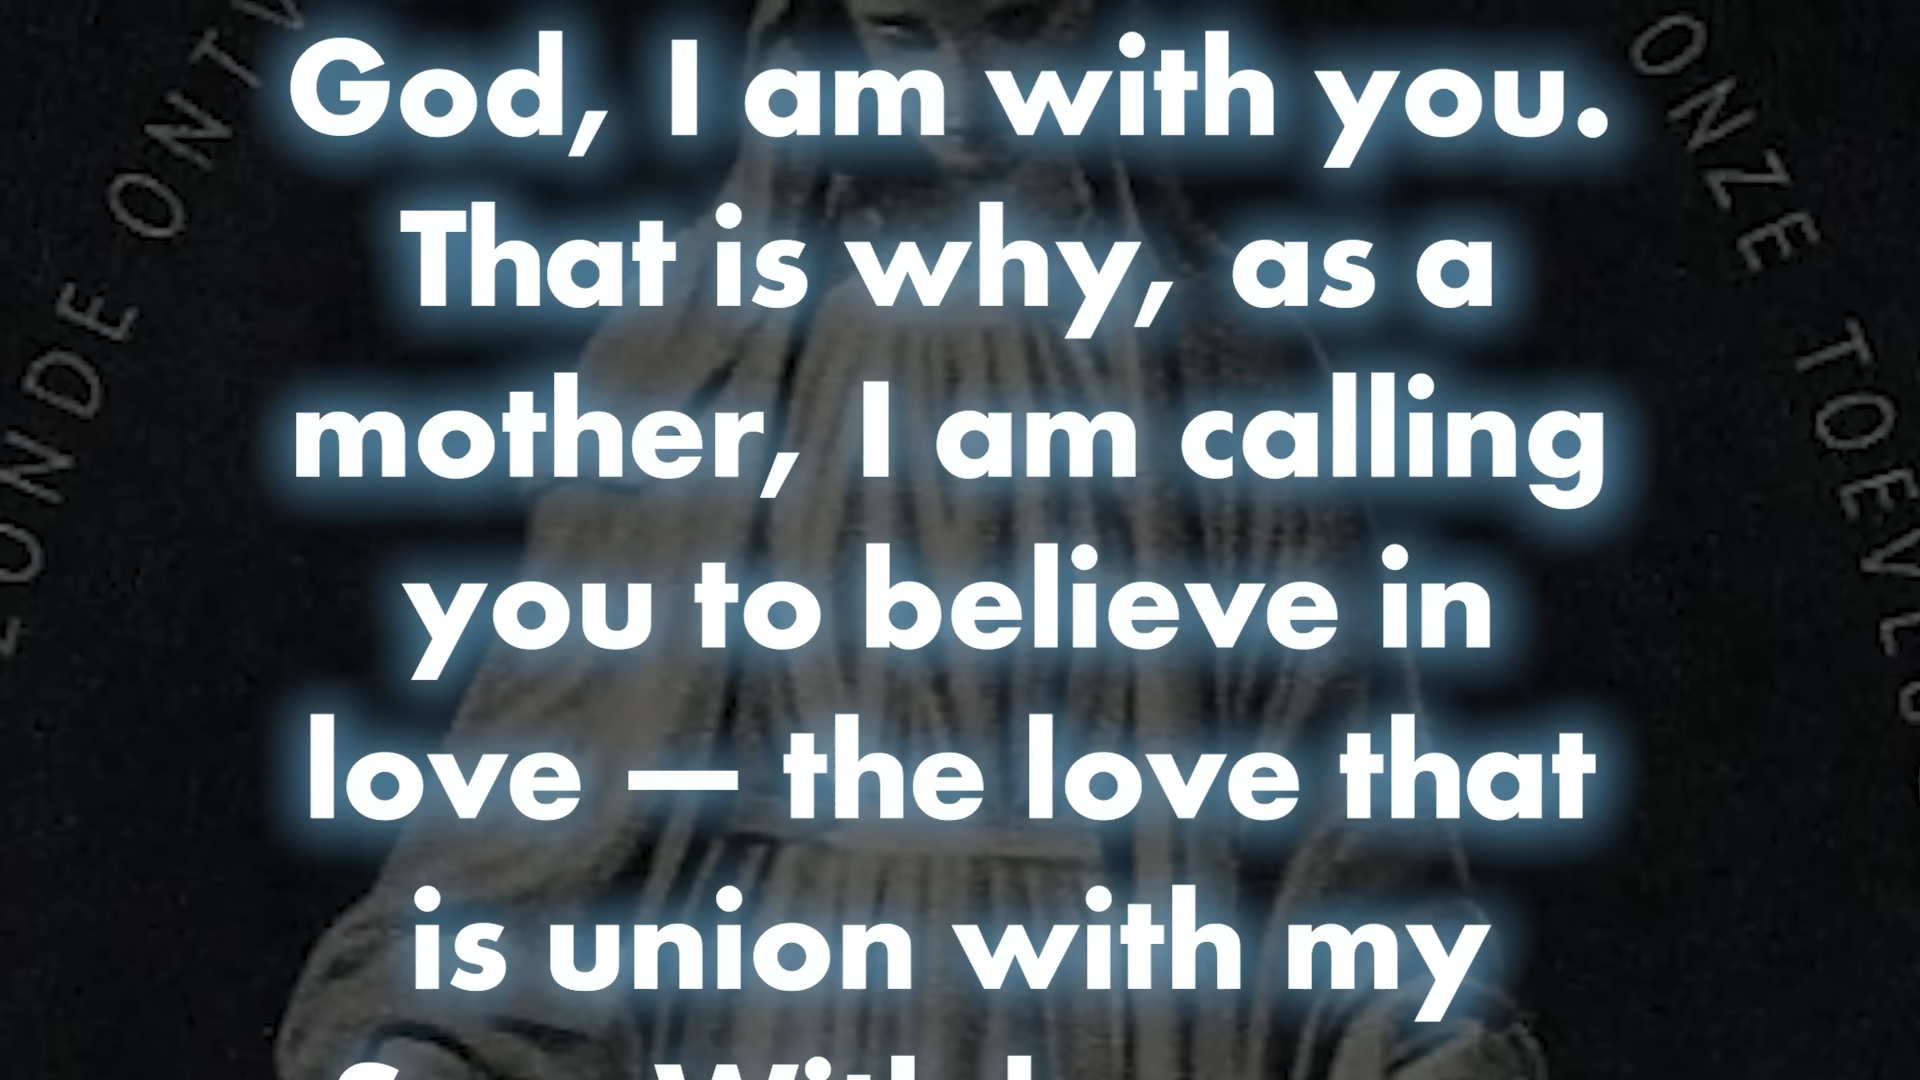 God, I am with you.
That is why, as a
mother, I am calling
you to believe in
love — the love that
is union with my
ONDE ONTV
ONZE TOEVLU